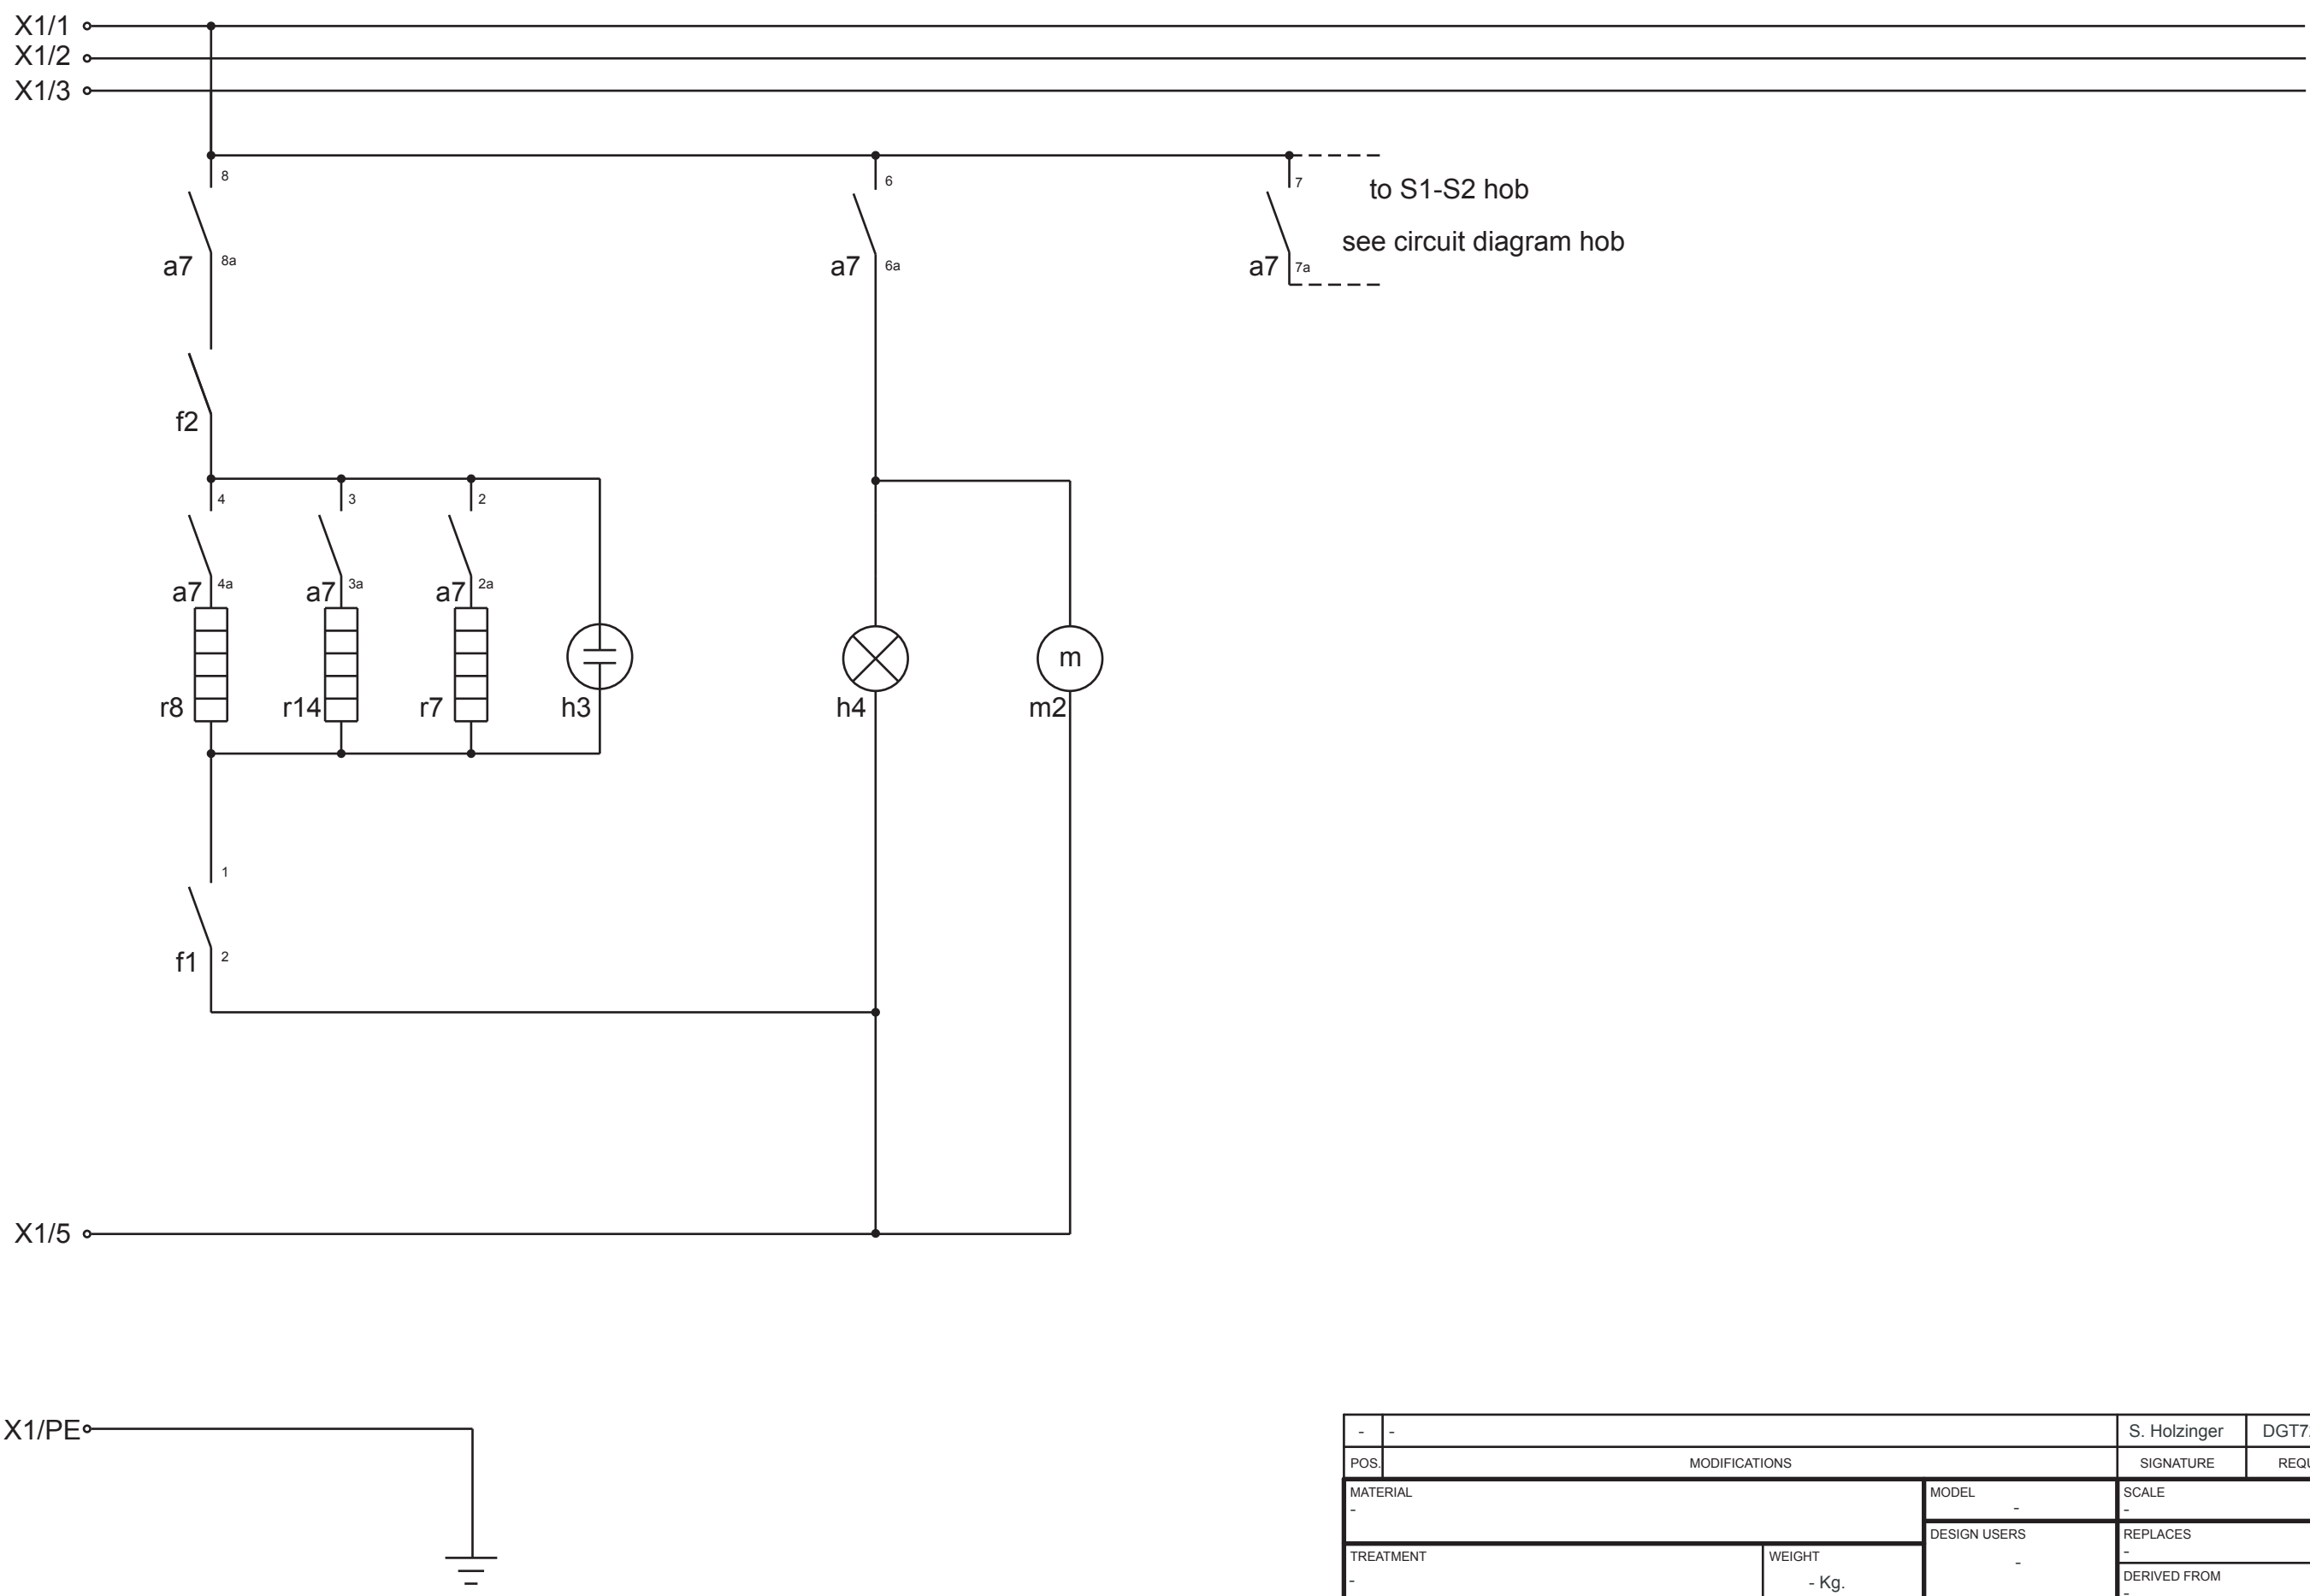 X1/1
X1/2
X1/3
8 6 7
to S1-S2 hob
see circuit diagram hob
a7 8a a7 6a a7 7a
f2
4 3 2
a7 4a a7 3a a7 2a
m
r8 r14 r7 h3 h4 m2
1
f1 2
X1/5
X1/PE
- - S. Holzinger DGT7
POS. MODIFICATIONS SIGNATURE REQU
MATERIAL MODEL SCALE
- - -
DESIGN USERS REPLACES
- -
TREATMENT WEIGHT DERIVED FROM
- - Kg. -